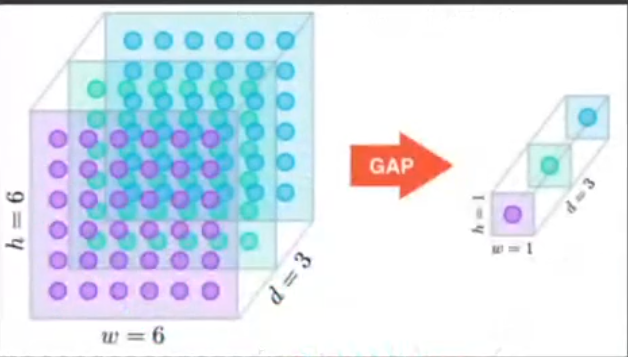 h = 6
w = 6
d = 3
GAP
h = 1
w = 1
d = 3